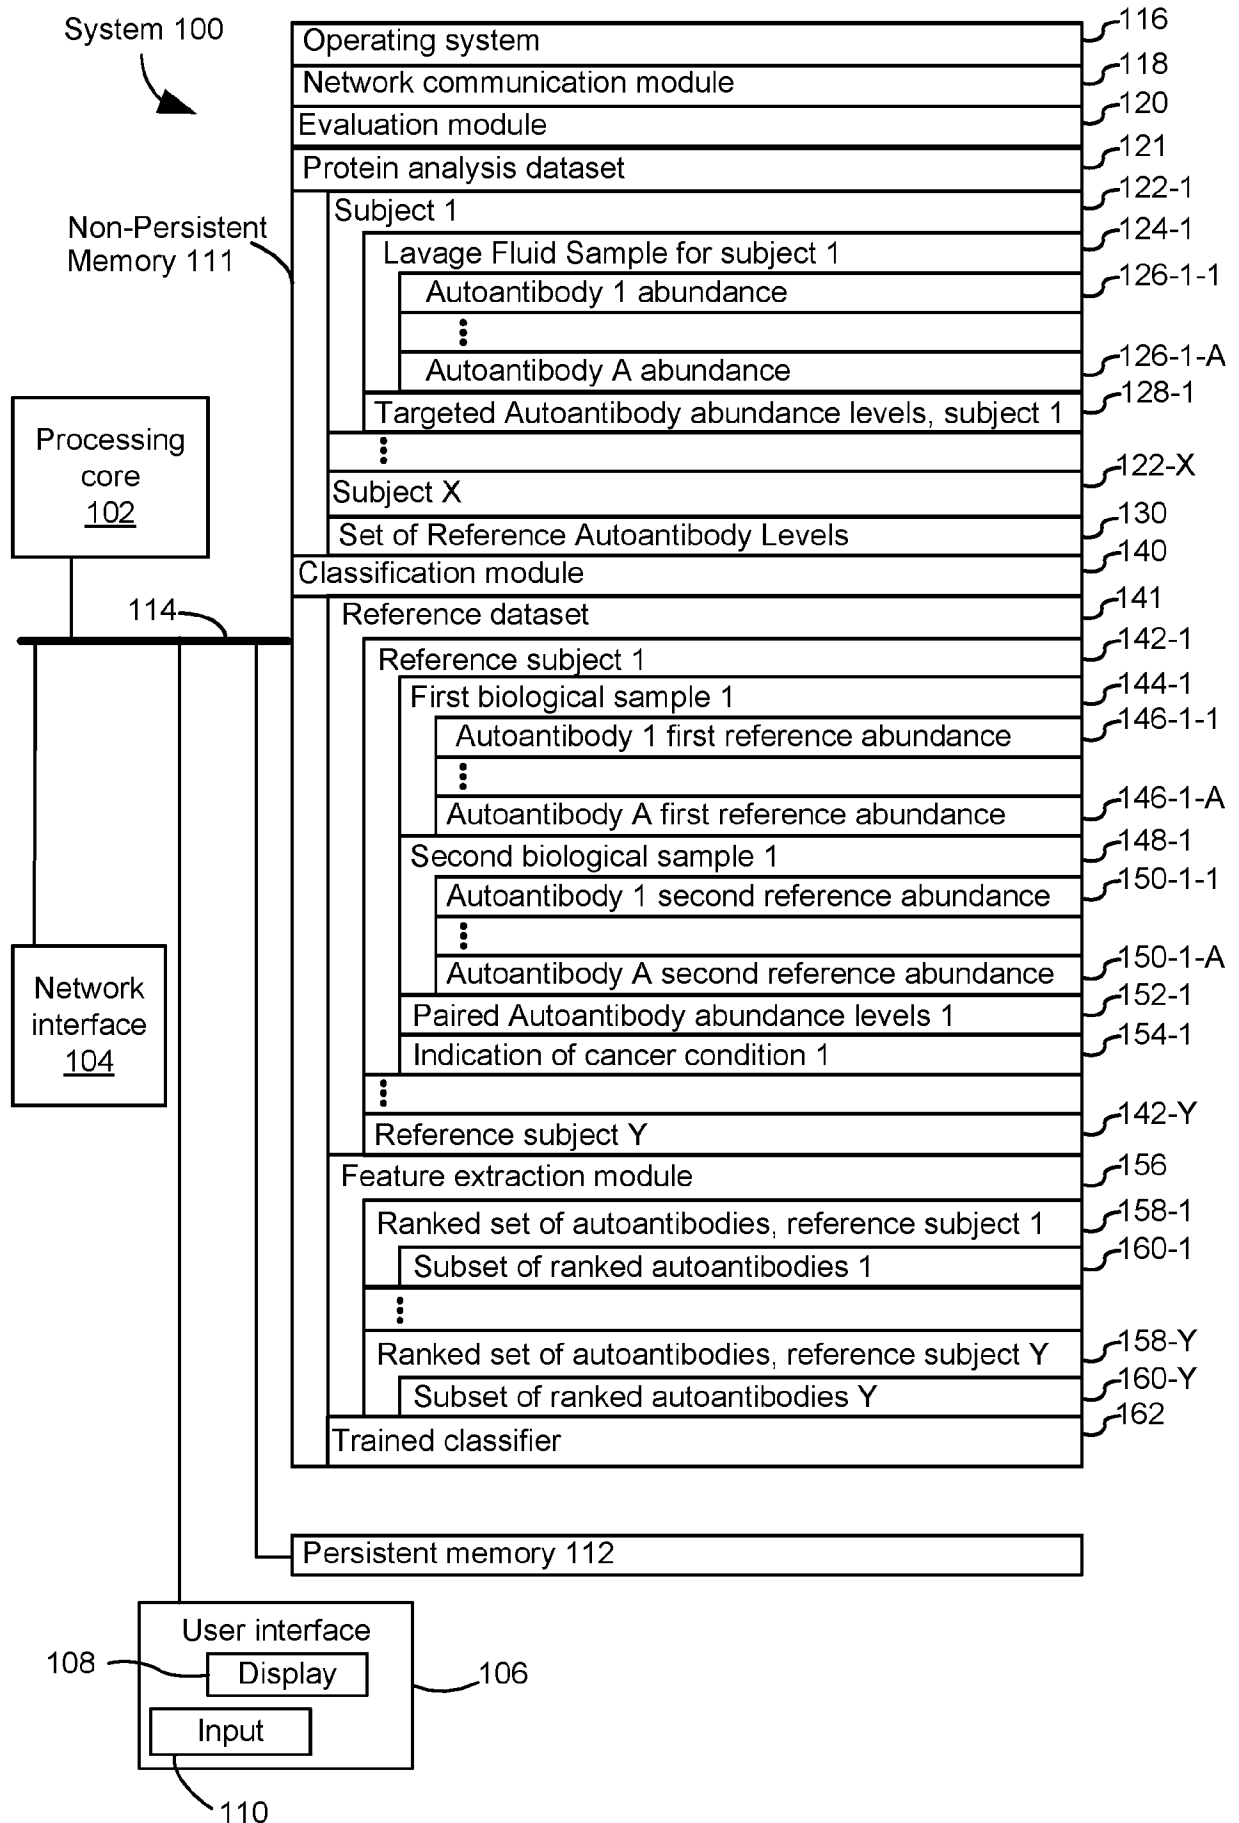 System 100
Operating system
116
Network communication module
118
Evaluation module
120
Protein analysis dataset
121
Subject 1
122-1
Non-Persistent
Memory 111
Lavage Fluid Sample for subject 1
124-1
Autoantibody 1 abundance
126-1-1
Autoantibody A abundance
126-1-A
Targeted Autoantibody abundance levels, subject 1
128-1
Subject X
122-X
Set of Reference Autoantibody Levels
130
Processing
core
102
Classification module
140
114
Reference dataset
141
Reference subject 1
142-1
First biological sample 1
144-1
Autoantibody 1 first reference abundance
146-1-1
Autoantibody A first reference abundance
146-1-A
Second biological sample 1
148-1
Autoantibody 1 second reference abundance
150-1-1
Autoantibody A second reference abundance
150-1-A
Paired Autoantibody abundance levels 1
152-1
Indication of cancer condition 1
154-1
Network
interface
104
Reference subject Y
142-Y
Feature extraction module
156
Ranked set of autoantibodies, reference subject 1
158-1
Subset of ranked autoantibodies 1
160-1
Ranked set of autoantibodies, reference subject Y
158-Y
Subset of ranked autoantibodies Y
160-Y
Trained classifier
162
Persistent memory 112
User interface
108
Display
106
Input
110